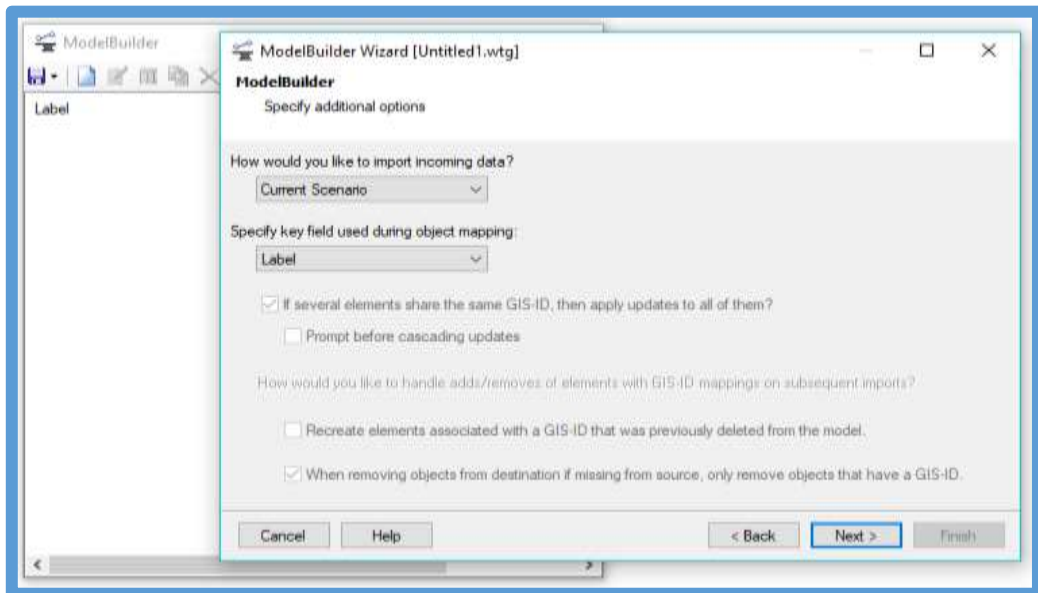 ModelBuilder
Label
ModelBuilder Wizard [Untitled1.wtg]
ModelBuilder
Specify additional options
How would you like to import incoming data?
Current Scenario
Specify key field used during object mapping:
Label
If several elements share the same GIS-ID, then apply updates to all of them?
Prompt before cascading updates
How would you like to handle adds/removes of elements with GIS-ID mappings on subsequent imports?
Recreate elements associated with a GIS-ID that was previously deleted from the model.
When removing objects from destination if missing from source, only remove objects that have a GIS-ID.
Cancel
Help
< Back
Next >
Finish